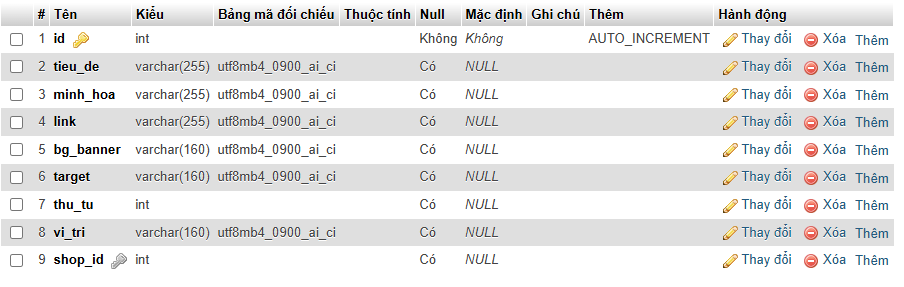 # Tên Kiểu Bảng mã đối chiếu Thuộc tính Null Mặc định Ghi chú Thêm Hành động
1 id int Không Không AUTO_INCREMENT Thay đổi Xóa Thêm
2 tieu_de varchar(255) utf8mb4_0900_ai_ci Có NULL Thay đổi Xóa Thêm
3 minh_hoa varchar(255) utf8mb4_0900_ai_ci Có NULL Thay đổi Xóa Thêm
4 link varchar(255) utf8mb4_0900_ai_ci Có NULL Thay đổi Xóa Thêm
5 bg_banner varchar(160) utf8mb4_0900_ai_ci Có NULL Thay đổi Xóa Thêm
6 target varchar(160) utf8mb4_0900_ai_ci Có NULL Thay đổi Xóa Thêm
7 thu_tu int Có NULL Thay đổi Xóa Thêm
8 vi_tri varchar(160) utf8mb4_0900_ai_ci Có NULL Thay đổi Xóa Thêm
9 shop_id int Có NULL Thay đổi Xóa Thêm